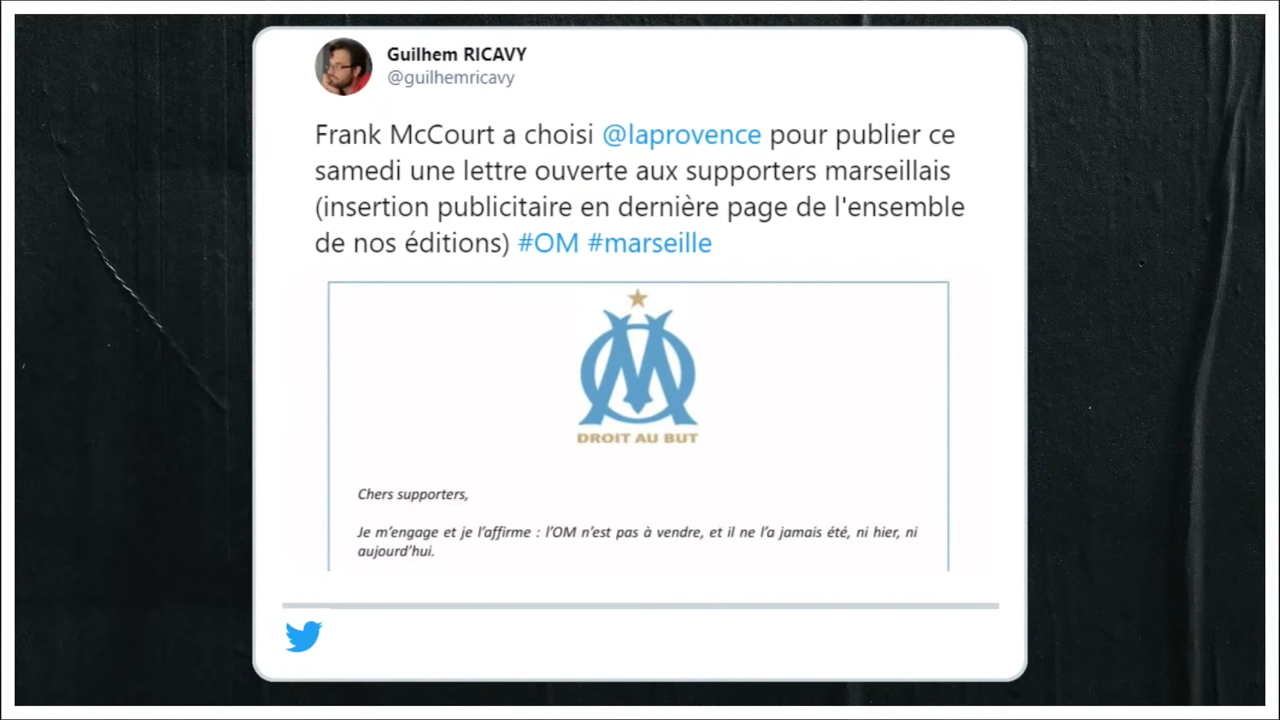 Guilhem RICAVY
@guilhemricavy
Frank McCourt a choisi @laprovence pour publier ce
samedi une lettre ouverte aux supporters marseillais
(insertion publicitaire en dernière page de l'ensemble
de nos éditions) #OM #marseille
DROIT AU BUT
Chers supporters,
Je m’engage et je l’affirme : l’OM n’est pas à vendre, et il ne l’a jamais été, ni hier, ni
aujourd’hui.